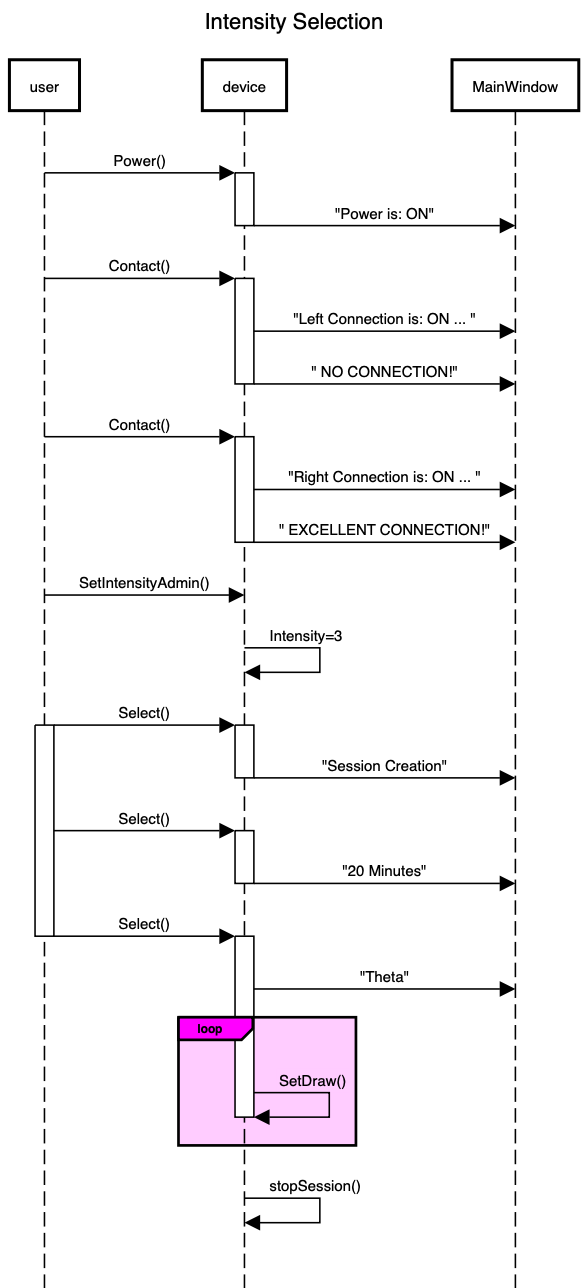 Intensity Selection
user
device
MainWindow
Power()
"Power is: ON"
Contact()
"Left Connection is: ON ... "
" NO CONNECTION!"
Contact()
"Right Connection is: ON ... "
" EXCELLENT CONNECTION!"
SetIntensityAdmin()
Intensity=3
Select()
"Session Creation"
Select()
"20 Minutes"
Select()
"Theta"
loop
SetDraw()
stopSession()